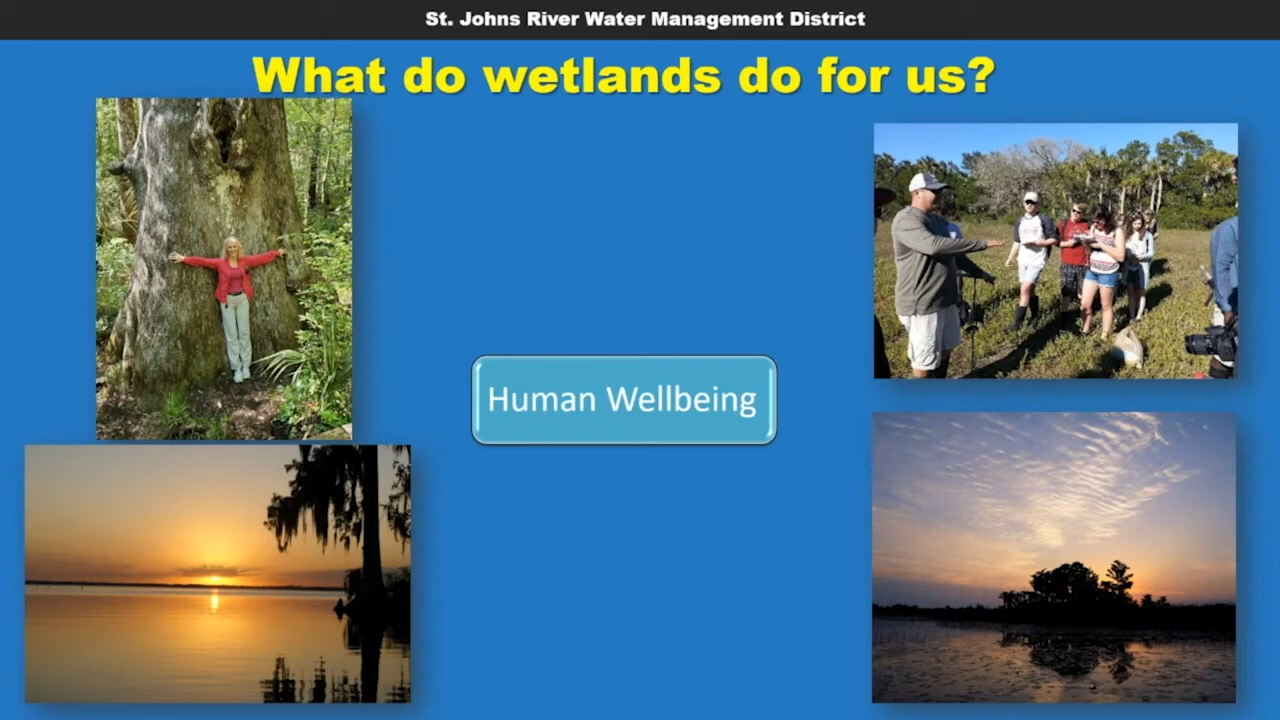 St. Johns River Water Management District
What do wetlands do for us?
Human Wellbeing